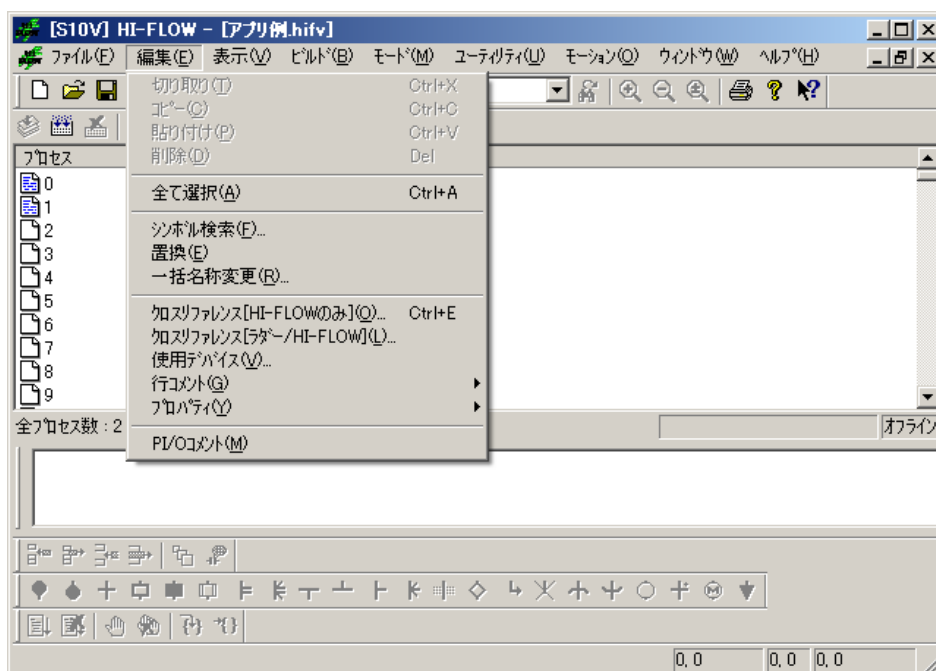 [S10V] HI-FLOW - [アプリ例.hifv]
ﾌｧｲﾙ(F) 編集(E) 表示(V) ﾋﾞﾙﾄﾞ(B) ﾓｰﾄﾞ(M) ﾕｰﾃｨﾘﾃｨ(U) ﾓｰｼｮﾝ(O) ｳｨﾝﾄﾞｳ(W) ﾍﾙﾌﾟ(H)
切り取り(T) Ctrl+X
ｺﾋﾟｰ(C) Ctrl+C
貼り付け(P) Ctrl+V
削除(D) Del
全て選択(A) Ctrl+A
ｼﾝﾎﾞﾙ検索(F)...
置換(E)
一括名称変更(R)...
ｸﾛｽﾘﾌｧﾚﾝｽ[HI-FLOWのみ](O)... Ctrl+E
ｸﾛｽﾘﾌｧﾚﾝｽ[ﾗﾀﾞｰ/HI-FLOW](L)...
使用ﾃﾞﾊﾞｲｽ(V)...
行ｺﾒﾝﾄ(G)
ﾌﾟﾛﾊﾟﾃｨ(Y)
PI/Oｺﾒﾝﾄ(M)
ﾌﾟﾛｾｽ
0
1
2
3
4
5
6
7
8
9
全ﾌﾟﾛｾｽ数 : 2
ｵﾌﾗｲﾝ
0, 0 0, 0 0, 0